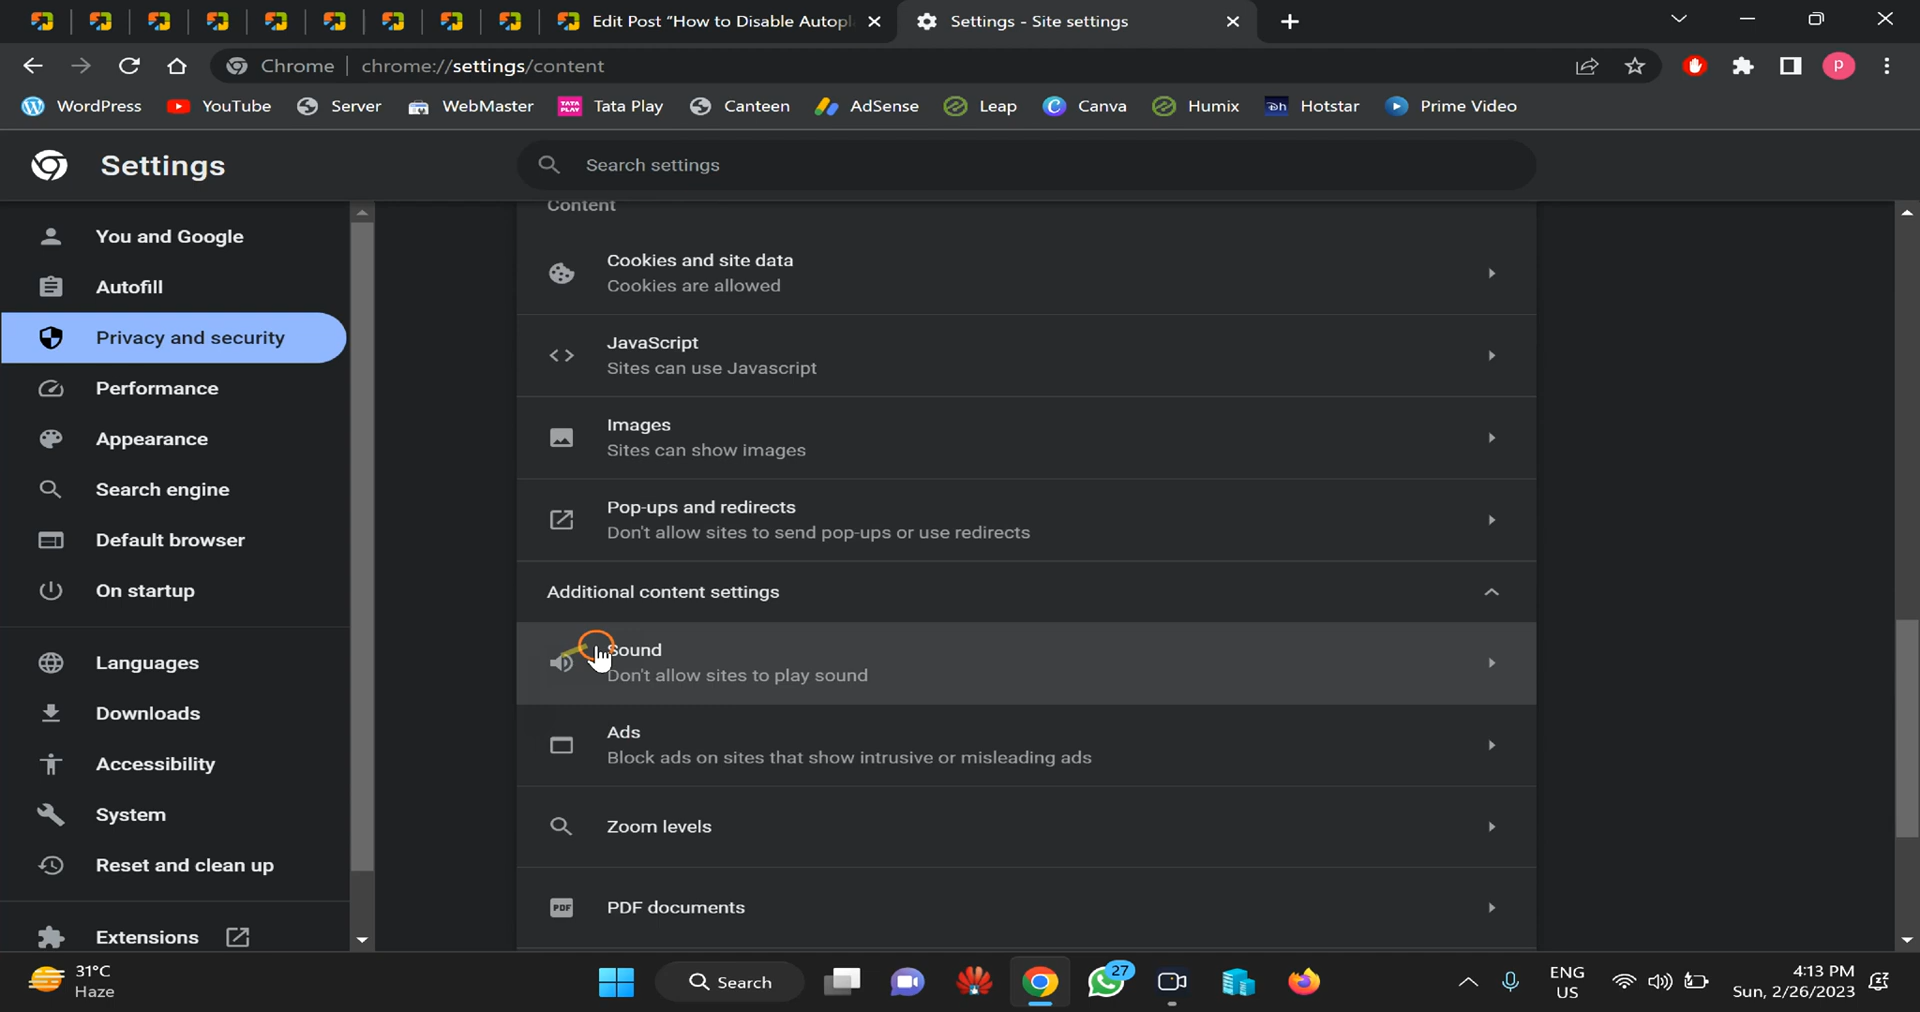 Edit Post "How to Disable Autopl
Settings - Site settings
Chrome
chrome://settings/content
P
WordPress
YouTube
Server
WebMaster
TATA PLAY
Tata Play
Canteen
AdSense
Leap
Canva
Humix
Hotstar
Prime Video
Settings
Search settings
You and Google
Autofill
Privacy and security
Performance
Appearance
Search engine
Default browser
On startup
Languages
Downloads
Accessibility
System
Reset and clean up
Extensions
Content
Cookies and site data
Cookies are allowed
JavaScript
Sites can use Javascript
Images
Sites can show images
Pop-ups and redirects
Don't allow sites to send pop-ups or use redirects
Additional content settings
Sound
Don't allow sites to play sound
Ads
Block ads on sites that show intrusive or misleading ads
Zoom levels
PDF
PDF documents
31°C
Haze
Search
27
ENG
US
4:13 PM
Sun, 2/26/2023